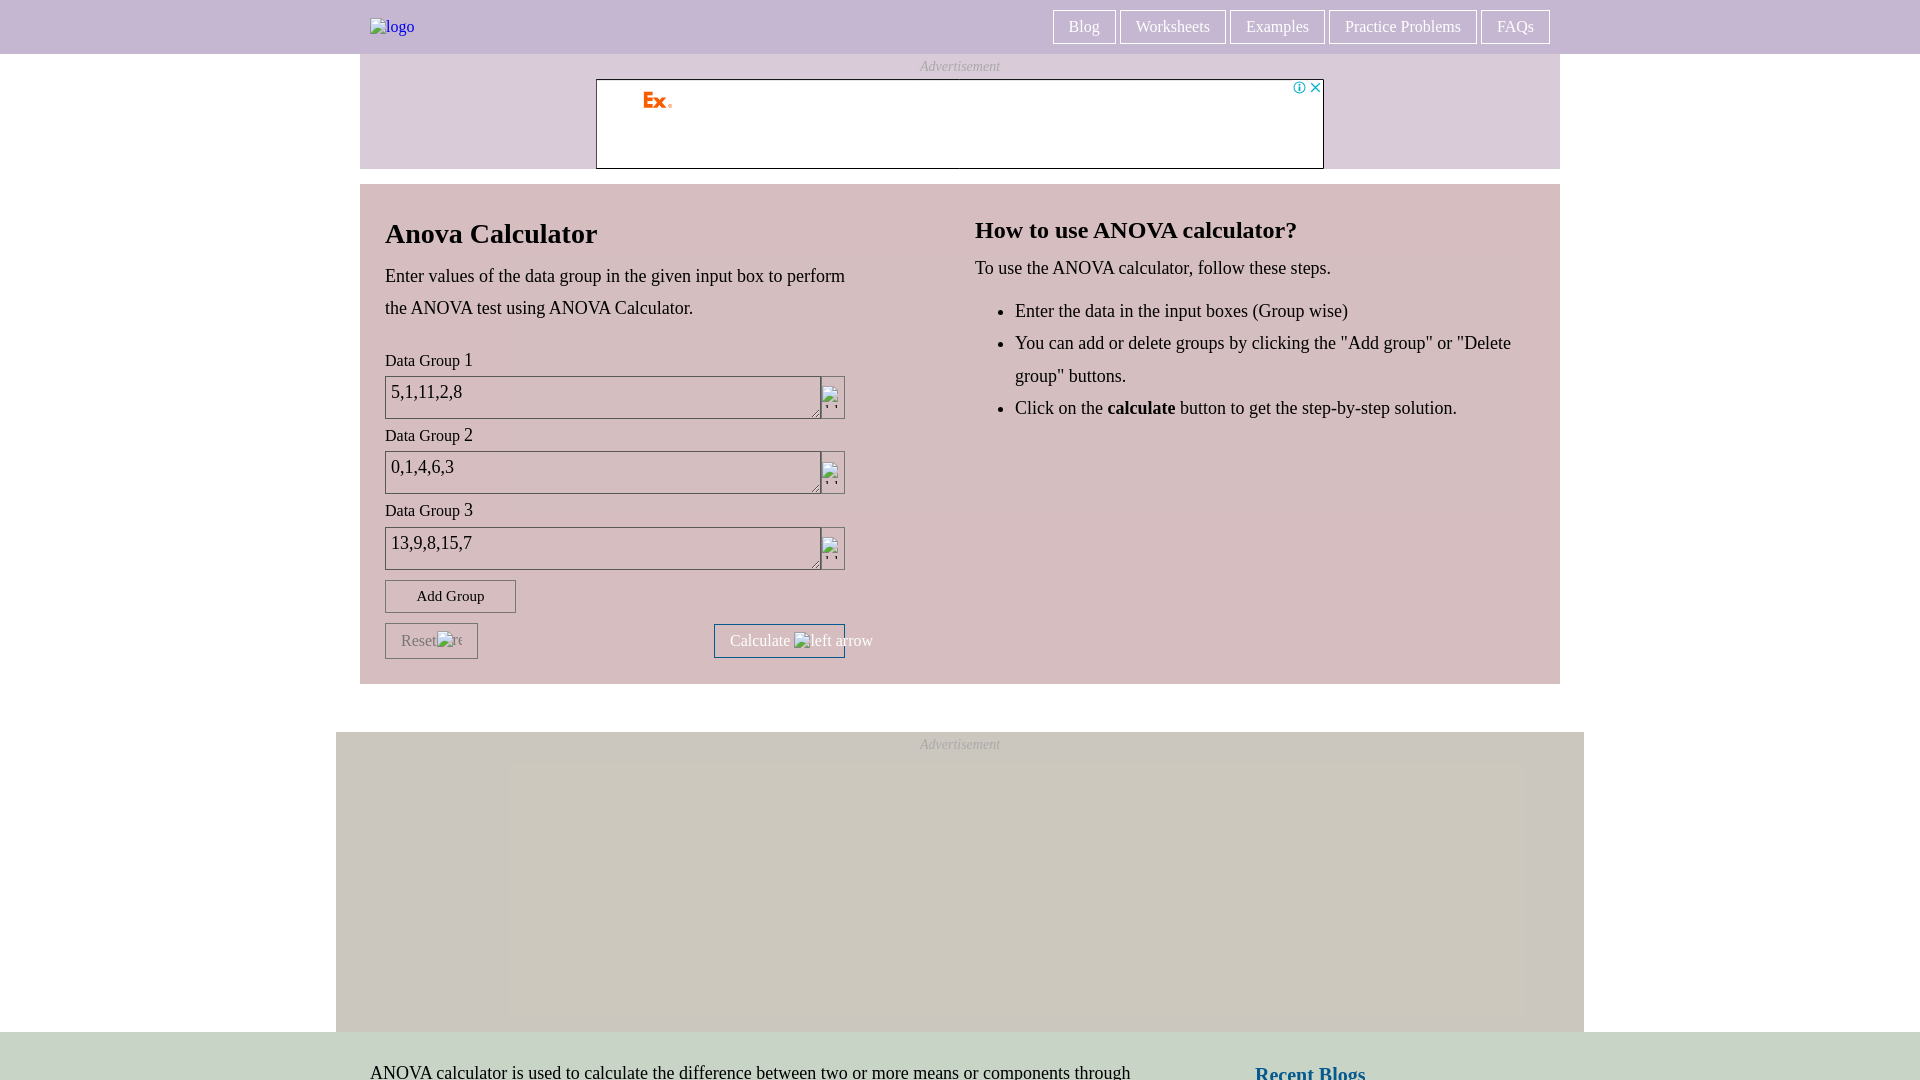 logo
Blog
Worksheets
Examples
Practice Problems
FAQs
Advertisement
Ex.
Anova Calculator
Enter values of the data group in the given input box to perform
the ANOVA test using ANOVA Calculator.
Data Group 1
5,1,11,2,8
Data Group 2
0,1,4,6,3
Data Group 3
13,9,8,15,7
Add Group
Reset
Calculate left arrow
How to use ANOVA calculator?
To use the ANOVA calculator, follow these steps.
• Enter the data in the input boxes (Group wise)
• You can add or delete groups by clicking the "Add group" or "Delete
group" buttons.
• Click on the calculate button to get the step-by-step solution.
Advertisement
ANOVA calculator is used to calculate the difference between two or more means or components through
Recent Blogs